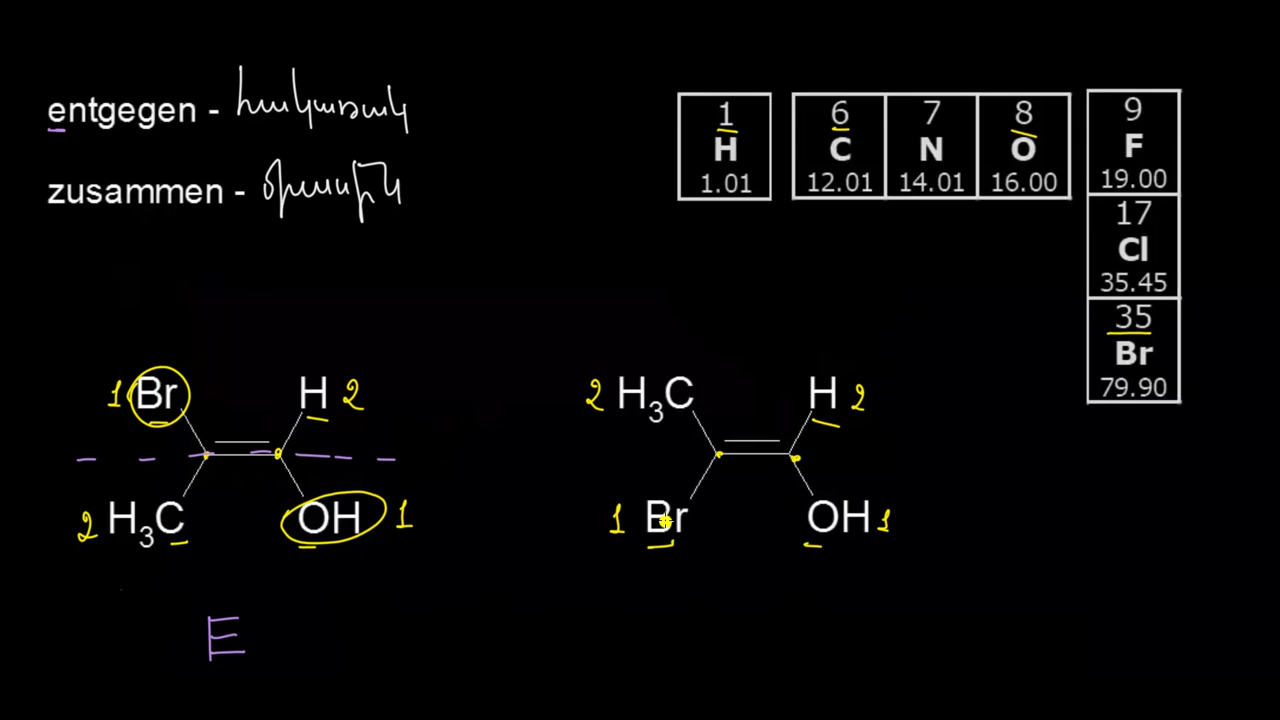 entgegen - հակառակ
zusammen - միասին
1 H 1.01
6 C 12.01
7 N 14.01
8 O 16.00
9 F 19.00
17 Cl 35.45
35 Br 79.90
1 Br H 2
2 H3C OH 1
E
2 H3C H 2
1 Br OH 1